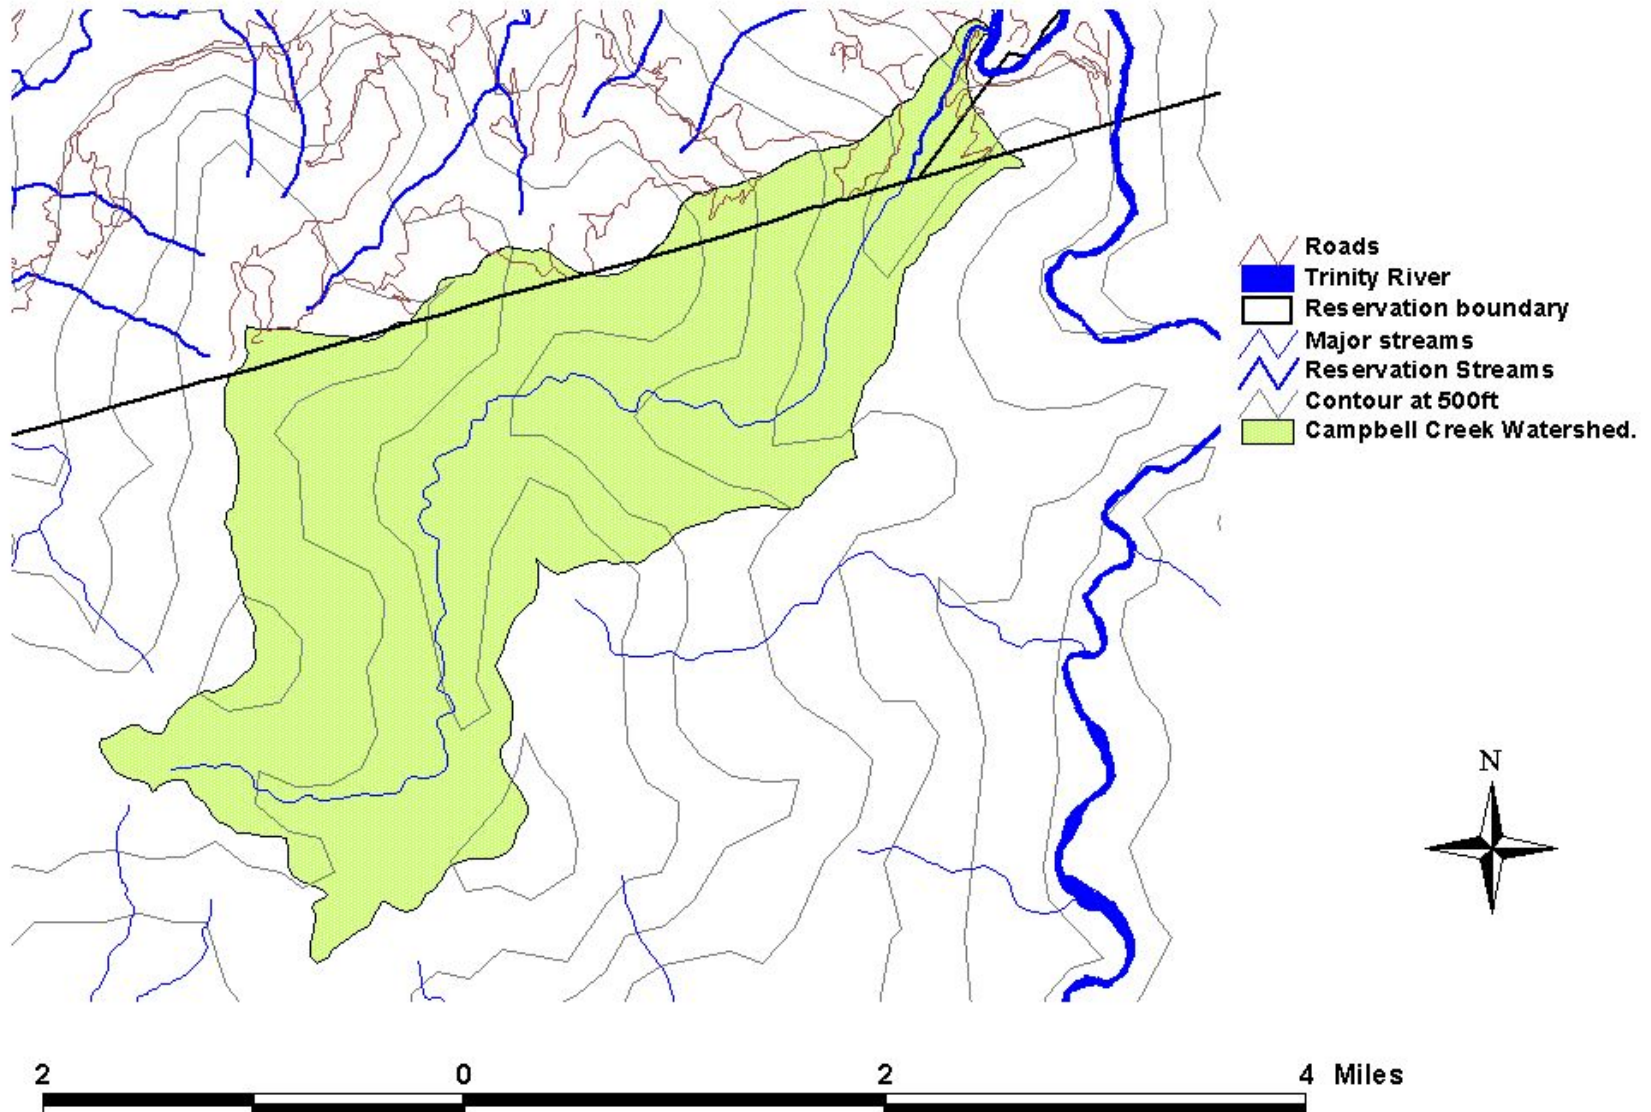 Roads
Trinity River
Reservation boundary
Major streams
Reservation Streams
Contour at 500ft
Campbell Creek Watershed.
N
2 0 2 4 Miles